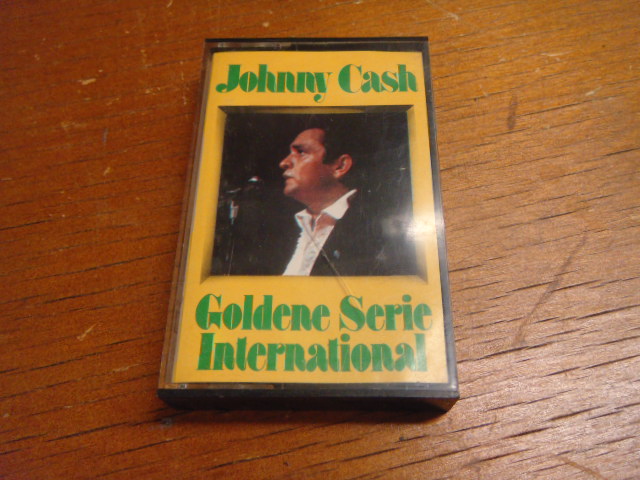 Johnny Cash
Goldene Serie
International